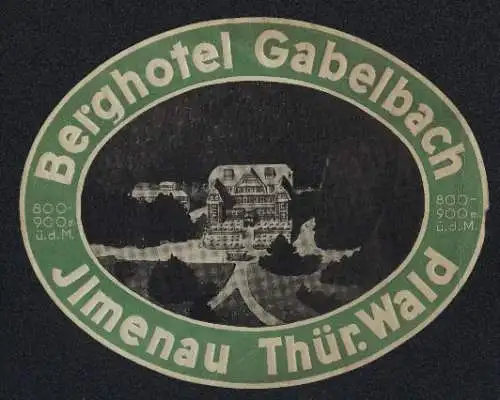 Berghotel Gabelbach
800-
900 m
ü.d.M.
800-
900 m
ü.d.M.
Jlmenau Thür. Wald